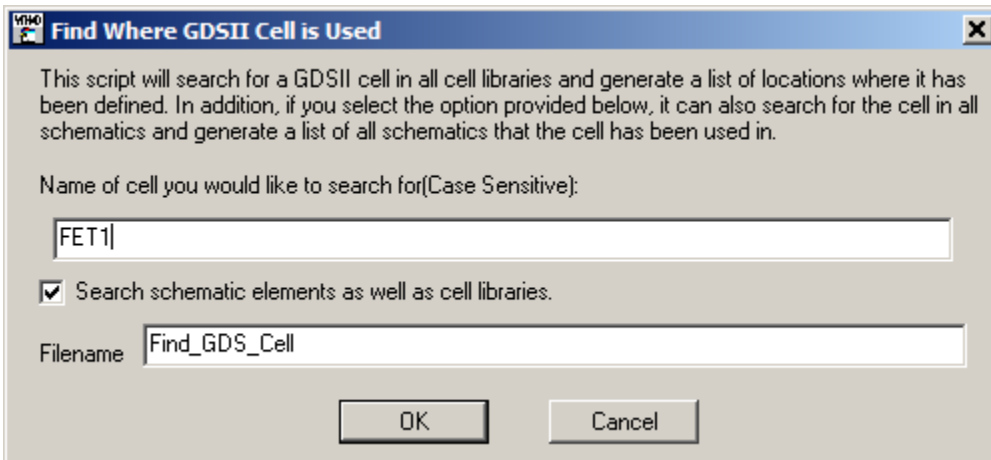 Find Where GDSII Cell is Used
This script will search for a GDSII cell in all cell libraries and generate a list of locations where it has
been defined. In addition, if you select the option provided below, it can also search for the cell in all
schematics and generate a list of all schematics that the cell has been used in.
Name of cell you would like to search for(Case Sensitive):
FET1
Search schematic elements as well as cell libraries.
Filename Find_GDS_Cell
OK Cancel